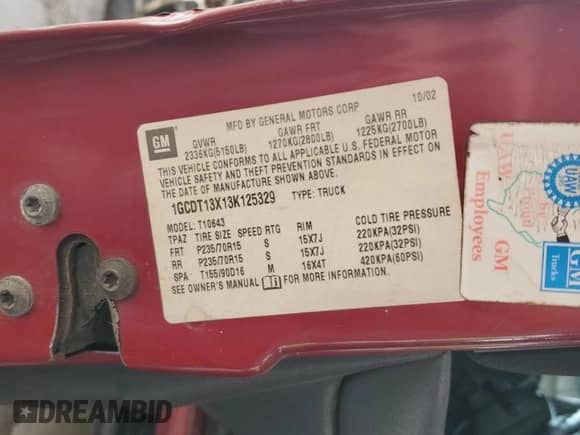 MFD BY GENERAL MOTORS CORP 10/02
GM
GVWR GAWR FRT GAWR RR
2336KG(5150LB) 1270KG(2800LB) 1225KG(2700LB)
THIS VEHICLE CONFORMS TO ALL APPLICABLE U.S. FEDERAL MOTOR
VEHICLE SAFETY AND THEFT PREVENTION STANDARDS IN EFFECT ON
THE DATE OF MANUFACTURE SHOWN ABOVE.
1GCDT13X13K125329 TYPE: TRUCK
MODEL: T10643
TPAZ TIRE SIZE SPEED RTG RIM COLD TIRE PRESSURE
FRT P235/70R15 S 15X7J 220KPA(32PSI)
RR P235/70R15 S 15X7J 220KPA(32PSI)
SPA T155/90D16 M 16X4T 420KPA(60PSI)
SEE OWNER'S MANUAL FOR MORE INFORMATION.
UAW
GM
Employees
GM
Trucks
UAW
DREAMBID